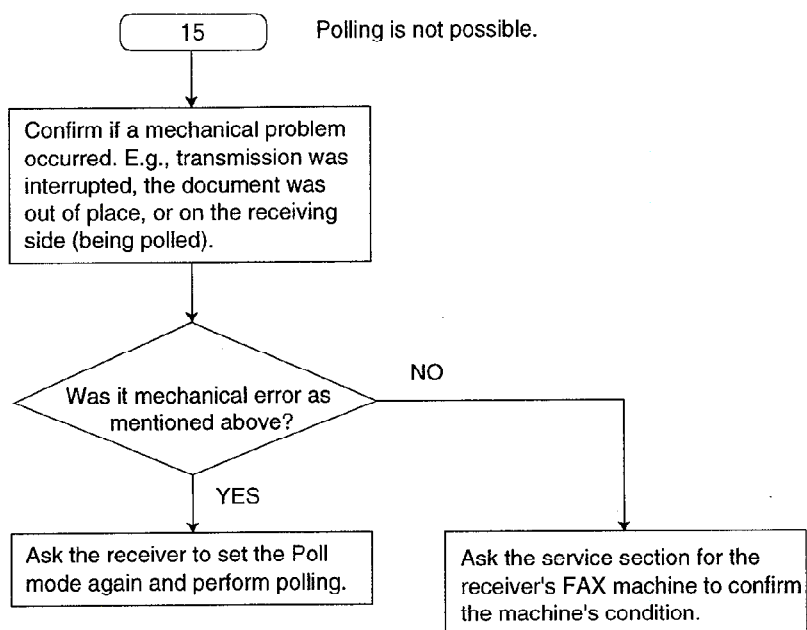 15
Polling is not possible.
Confirm if a mechanical problem
occurred. E.g., transmission was
interrupted, the document was
out of place, or on the receiving
side (being polled).
Was it mechanical error as
mentioned above?
NO
YES
Ask the receiver to set the Poll
mode again and perform polling.
Ask the service section for the
receiver's FAX machine to confirm
the machine's condition.